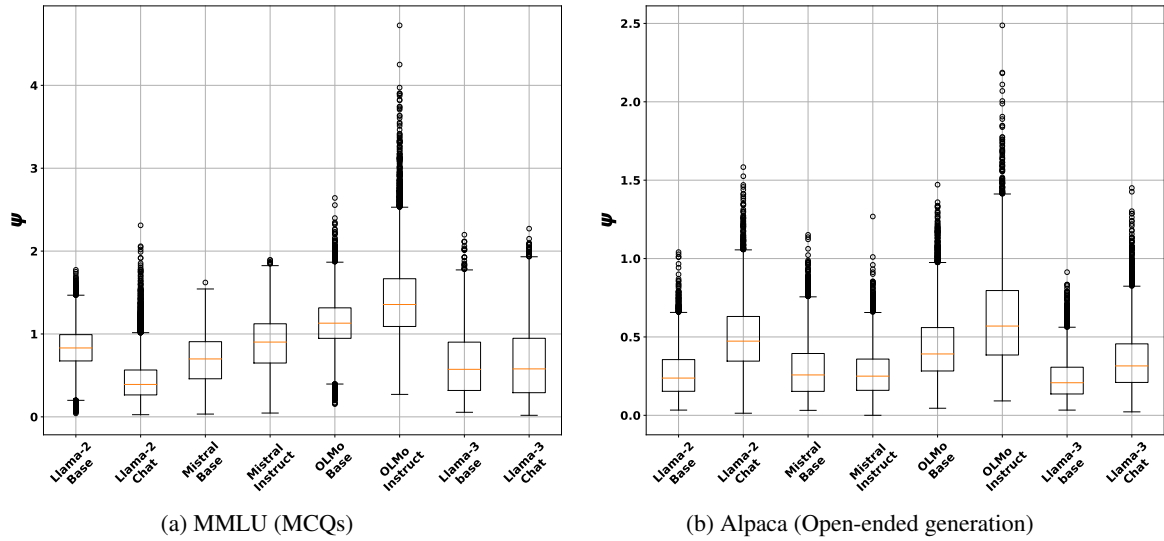 4
3
2
1
0
ψ
Llama-2
Base
Llama-2
Chat
Mistral
Base
Mistral
Instruct
OLMo
Base
OLMo
Instruct
Llama-3
base
Llama-3
Chat
(a) MMLU (MCQs)
2.5
2.0
1.5
1.0
0.5
0.0
ψ
Llama-2
Base
Llama-2
Chat
Mistral
Base
Mistral
Instruct
OLMo
Base
OLMo
Instruct
Llama-3
base
Llama-3
Chat
(b) Alpaca (Open-ended generation)